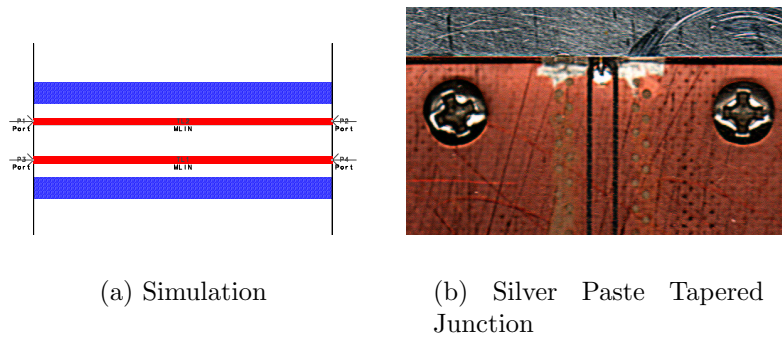 P1
Port
MLIN
P2
Port
P3
Port
MLIN
P4
Port
(a) Simulation
(b) Silver Paste Tapered
Junction